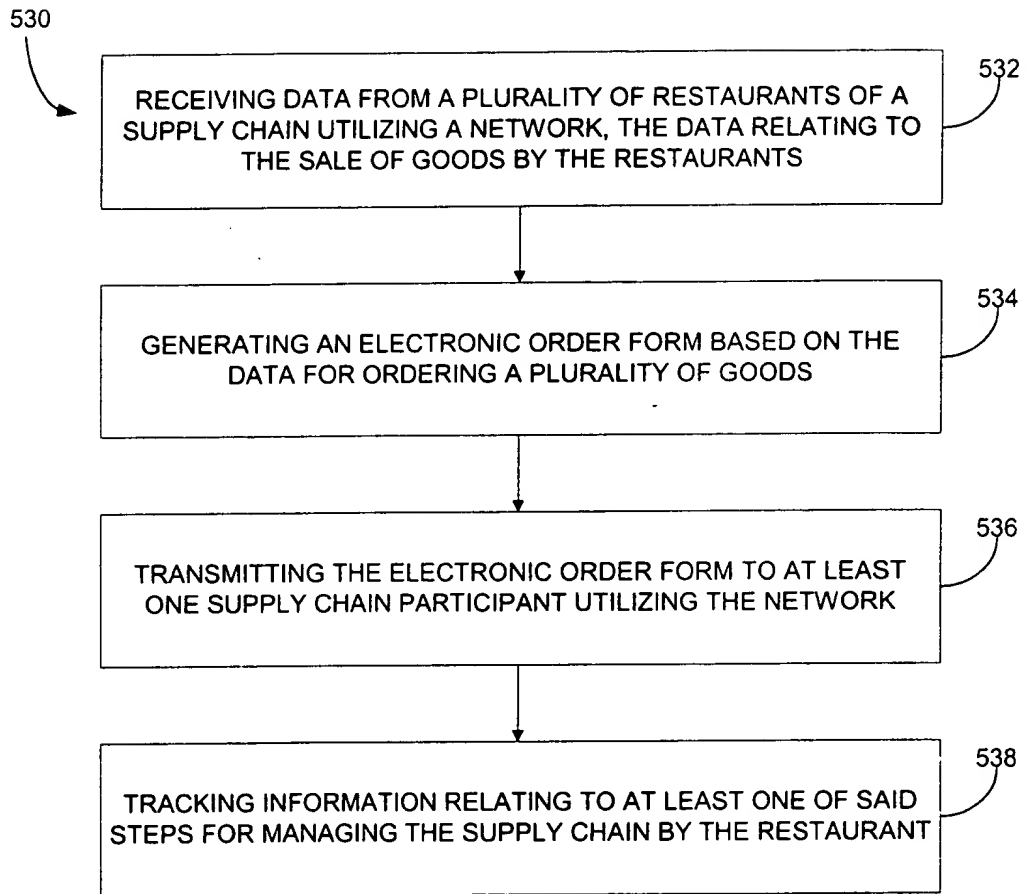 530
532
RECEIVING DATA FROM A PLURALITY OF RESTAURANTS OF A
SUPPLY CHAIN UTILIZING A NETWORK, THE DATA RELATING TO
THE SALE OF GOODS BY THE RESTAURANTS
534
GENERATING AN ELECTRONIC ORDER FORM BASED ON THE
DATA FOR ORDERING A PLURALITY OF GOODS
536
TRANSMITTING THE ELECTRONIC ORDER FORM TO AT LEAST
ONE SUPPLY CHAIN PARTICIPANT UTILIZING THE NETWORK
538
TRACKING INFORMATION RELATING TO AT LEAST ONE OF SAID
STEPS FOR MANAGING THE SUPPLY CHAIN BY THE RESTAURANT